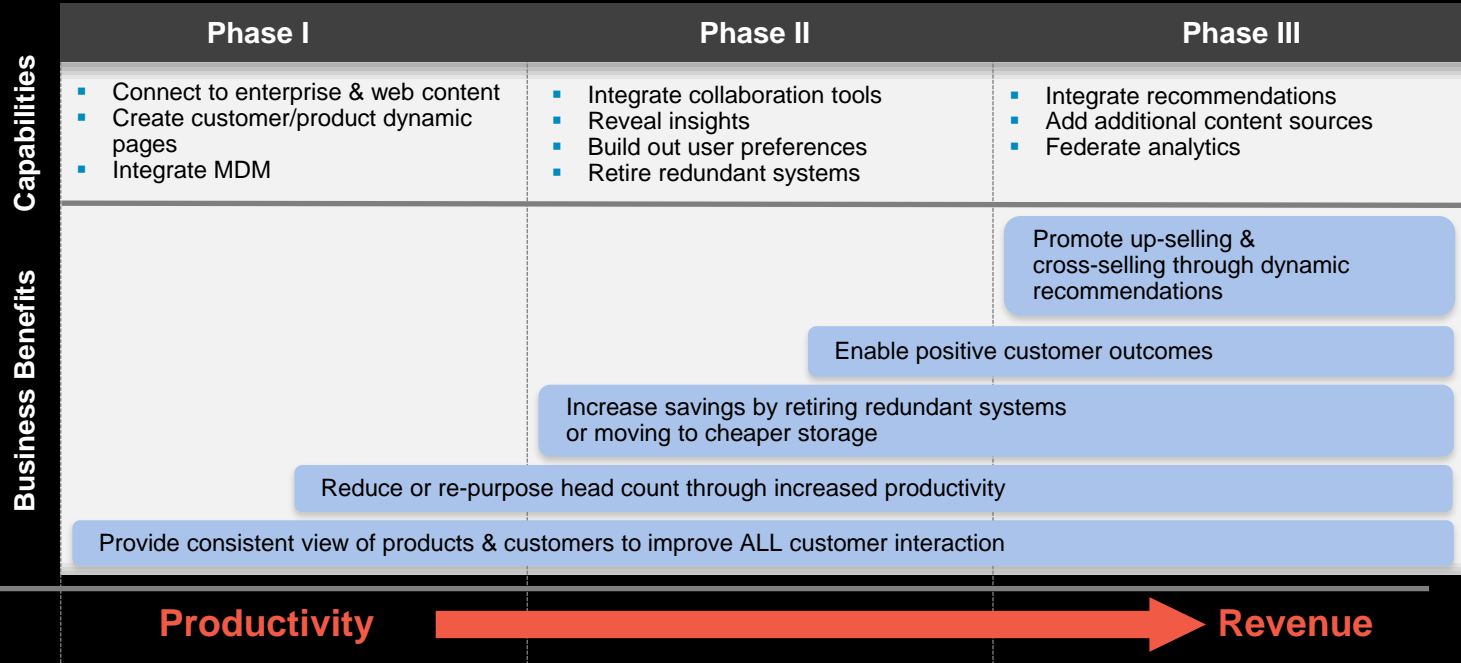 Phase I
Phase II
Phase III
Capabilities
▪ Connect to enterprise & web content
▪ Create customer/product dynamic
pages
▪ Integrate MDM
▪ Integrate collaboration tools
▪ Reveal insights
▪ Build out user preferences
▪ Retire redundant systems
▪ Integrate recommendations
▪ Add additional content sources
▪ Federate analytics
Business Benefits
Promote up-selling &
cross-selling through dynamic
recommendations
Enable positive customer outcomes
Increase savings by retiring redundant systems
or moving to cheaper storage
Reduce or re-purpose head count through increased productivity
Provide consistent view of products & customers to improve ALL customer interaction
Productivity
Revenue